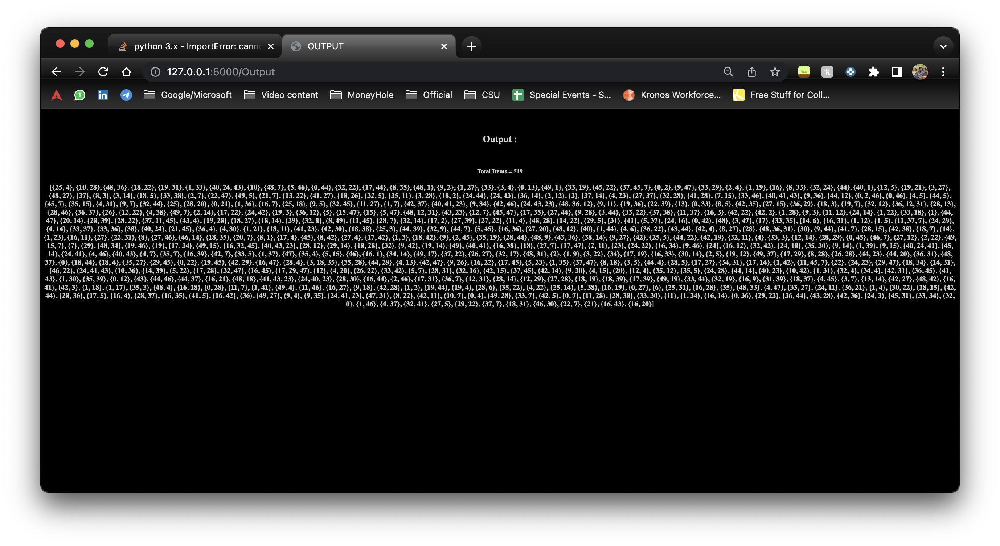 python 3.x - ImportError: canno
OUTPUT
127.0.0.1:5000/Output
Google/Microsoft
Video content
MoneyHole
Official
CSU
Special Events - S...
Kronos Workforce...
Free Stuff for Coll...
Output :
Total Items = 519
[{25, 4}, {10, 28}, {48, 36}, {18, 22}, {19, 31}, {1, 33}, {40, 24, 43}, {10}, {48, 7}, {5, 46}, {0, 44}, {32, 22}, {17, 44}, {8, 35}, {48, 1}, {9, 2}, {1, 27}, {33}, {3, 4}, {0, 13}, {49, 1}, {33, 19}, {45, 22}, {37, 45, 7}, {0, 2}, {9, 47}, {33, 29}, {2, 4}, {1, 19}, {16}, {8, 33}, {32, 24}, {44}, {40, 1}, {12, 5}, {19, 21}, {3, 27},
{48, 27}, {37}, {8, 3}, {3, 14}, {18, 5}, {33, 38}, {2, 7}, {22, 47}, {49, 5}, {21, 7}, {13, 22}, {41, 27}, {18, 26}, {32, 5}, {35, 11}, {3, 28}, {18, 2}, {24, 44}, {24, 43}, {36, 14}, {2, 12}, {3}, {37, 14}, {4, 23}, {27, 37}, {32, 28}, {41, 28}, {7, 15}, {33, 46}, {40, 41, 43}, {9, 36}, {44, 12}, {0, 2, 46}, {0, 46}, {4, 5}, {44, 5},
{45, 7}, {35, 15}, {4, 31}, {9, 7}, {32, 44}, {25}, {28, 20}, {0, 21}, {1, 36}, {16, 7}, {25, 18}, {9, 5}, {32, 45}, {11, 27}, {1, 7}, {42, 37}, {40, 41, 23}, {9, 34}, {42, 46}, {24, 43, 23}, {48, 36, 12}, {9, 11}, {19, 36}, {22, 39}, {13}, {0, 33}, {8, 5}, {42, 35}, {27, 15}, {36, 29}, {18, 3}, {19, 7}, {32, 12}, {36, 12, 31}, {28, 13},
{28, 46}, {36, 37}, {26}, {12, 22}, {4, 38}, {49, 7}, {2, 14}, {17, 22}, {24, 42}, {19, 3}, {36, 12}, {5}, {15, 47}, {15}, {5, 47}, {48, 12, 31}, {43, 23}, {12, 7}, {45, 47}, {17, 35}, {27, 44}, {9, 28}, {3, 44}, {33, 22}, {37, 38}, {11, 37}, {16, 3}, {42, 22}, {42, 2}, {1, 28}, {9, 3}, {11, 12}, {24, 14}, {1, 22}, {33, 18}, {1}, {44,
47}, {20, 14}, {28, 39}, {28, 22}, {37, 11, 45}, {43, 4}, {19, 28}, {18, 27}, {18, 14}, {39}, {32, 8}, {8, 49}, {11, 45}, {28, 7}, {32, 14}, {17, 2}, {27, 39}, {27, 22}, {11, 4}, {48, 28}, {14, 22}, {29, 5}, {31}, {41}, {5, 37}, {24, 16}, {0, 42}, {48}, {3, 47}, {17}, {33, 35}, {14, 6}, {16, 31}, {1, 12}, {1, 5}, {11, 37, 7}, {24, 29},
{4, 14}, {33, 37}, {33, 36}, {38}, {40, 24}, {21, 45}, {36, 4}, {4, 30}, {1, 21}, {18, 11}, {41, 23}, {42, 30}, {18, 38}, {25, 3}, {44, 39}, {32, 9}, {44, 7}, {5, 45}, {16, 36}, {27, 20}, {48, 12}, {40}, {1, 44}, {4, 6}, {36, 22}, {43, 44}, {42, 4}, {8, 27}, {28}, {48, 36, 31}, {30}, {9, 44}, {41, 7}, {28, 15}, {42, 38}, {18, 7}, {14},
{1, 23}, {16, 11}, {27}, {22, 31}, {8}, {27, 46}, {46, 14}, {18, 35}, {20, 7}, {8, 1}, {17, 4}, {45}, {8, 42}, {27, 4}, {17, 42}, {1, 3}, {18, 42}, {9}, {2, 45}, {35, 19}, {28, 44}, {48, 9}, {43, 36}, {38, 14}, {9, 27}, {42}, {25, 5}, {44, 22}, {42, 19}, {32, 11}, {4}, {33, 3}, {12, 14}, {28, 29}, {0, 45}, {46, 7}, {27, 12}, {2, 22}, {49,
15, 7}, {7}, {29}, {48, 34}, {19, 46}, {19}, {17, 34}, {49, 15}, {16, 32, 45}, {40, 43, 23}, {28, 12}, {29, 14}, {18, 28}, {32}, {9, 42}, {19, 14}, {49}, {40, 41}, {16, 38}, {18}, {27, 7}, {17, 47}, {2, 11}, {23}, {24, 22}, {16, 34}, {9, 46}, {24}, {16, 12}, {32, 42}, {24, 18}, {35, 30}, {9, 14}, {1, 39}, {9, 15}, {40, 24, 41}, {45,
14}, {24, 41}, {4, 46}, {40, 43}, {4, 7}, {35, 7}, {16, 39}, {42, 7}, {33, 5}, {1, 37}, {47}, {35, 4}, {5, 15}, {46}, {16, 1}, {34, 14}, {49, 17}, {37, 22}, {26, 27}, {32, 17}, {48, 31}, {2}, {1, 9}, {3, 22}, {34}, {17, 19}, {16, 33}, {30, 14}, {2, 5}, {19, 12}, {49, 37}, {17, 29}, {8, 28}, {26, 28}, {44, 23}, {44, 20}, {36, 31}, {48,
37}, {0}, {18, 44}, {18, 4}, {35, 27}, {29, 45}, {0, 22}, {19, 45}, {42, 29}, {16, 47}, {28, 4}, {3, 18, 35}, {35, 28}, {44, 29}, {4, 13}, {42, 47}, {9, 26}, {16, 22}, {17, 45}, {5, 23}, {1, 35}, {37, 47}, {8, 18}, {3, 5}, {44, 4}, {28, 5}, {17, 27}, {34, 31}, {17, 14}, {1, 42}, {11, 45, 7}, {22}, {24, 23}, {29, 47}, {18, 34}, {14, 31},
{46, 22}, {24, 41, 43}, {10, 36}, {14, 39}, {5, 22}, {17, 28}, {32, 47}, {16, 45}, {17, 29, 47}, {12}, {4, 20}, {26, 22}, {33, 42}, {5, 7}, {28, 31}, {32, 16}, {42, 15}, {37, 45}, {42, 14}, {9, 30}, {4, 15}, {20}, {12, 4}, {35, 12}, {35, 5}, {24, 28}, {44, 14}, {40, 23}, {10, 42}, {1, 31}, {32, 4}, {34, 4}, {42, 31}, {36, 45}, {41,
43}, {1, 30}, {35, 39}, {0, 12}, {43}, {44, 46}, {44, 37}, {16, 21}, {48, 18}, {41, 43, 23}, {24, 40, 23}, {28, 30}, {16, 44}, {2, 46}, {17, 31}, {36, 7}, {12, 31}, {28, 14}, {12, 29}, {27, 28}, {18, 19}, {18, 39}, {17, 39}, {49, 19}, {33, 44}, {32, 19}, {16, 9}, {31, 39}, {18, 37}, {4, 45}, {3, 7}, {13, 14}, {42, 27}, {48, 42}, {16,
41}, {42, 3}, {1, 18}, {1, 17}, {35, 3}, {48, 4}, {16, 18}, {0, 28}, {11, 7}, {1, 41}, {49, 4}, {11, 46}, {16, 27}, {9, 18}, {42, 28}, {1, 2}, {19, 44}, {19, 4}, {28, 6}, {35, 22}, {4, 22}, {25, 14}, {5, 38}, {16, 19}, {0, 27}, {6}, {25, 31}, {16, 28}, {35}, {48, 33}, {4, 47}, {33, 27}, {24, 11}, {36, 21}, {1, 4}, {30, 22}, {18, 15}, {42,
44}, {28, 36}, {17, 5}, {16, 4}, {28, 37}, {16, 35}, {41, 5}, {16, 42}, {36}, {49, 27}, {9, 4}, {9, 35}, {24, 41, 23}, {47, 31}, {8, 22}, {42, 11}, {10, 7}, {0, 4}, {49, 28}, {33, 7}, {42, 5}, {0, 7}, {11, 28}, {28, 38}, {33, 30}, {11}, {1, 34}, {16, 14}, {0, 36}, {29, 23}, {36, 44}, {43, 28}, {42, 36}, {24, 3}, {45, 31}, {33, 34}, {32,
0}, {1, 46}, {4, 37}, {32, 41}, {27, 5}, {29, 22}, {37, 7}, {18, 31}, {46, 30}, {22, 7}, {21}, {16, 43}, {16, 20}]